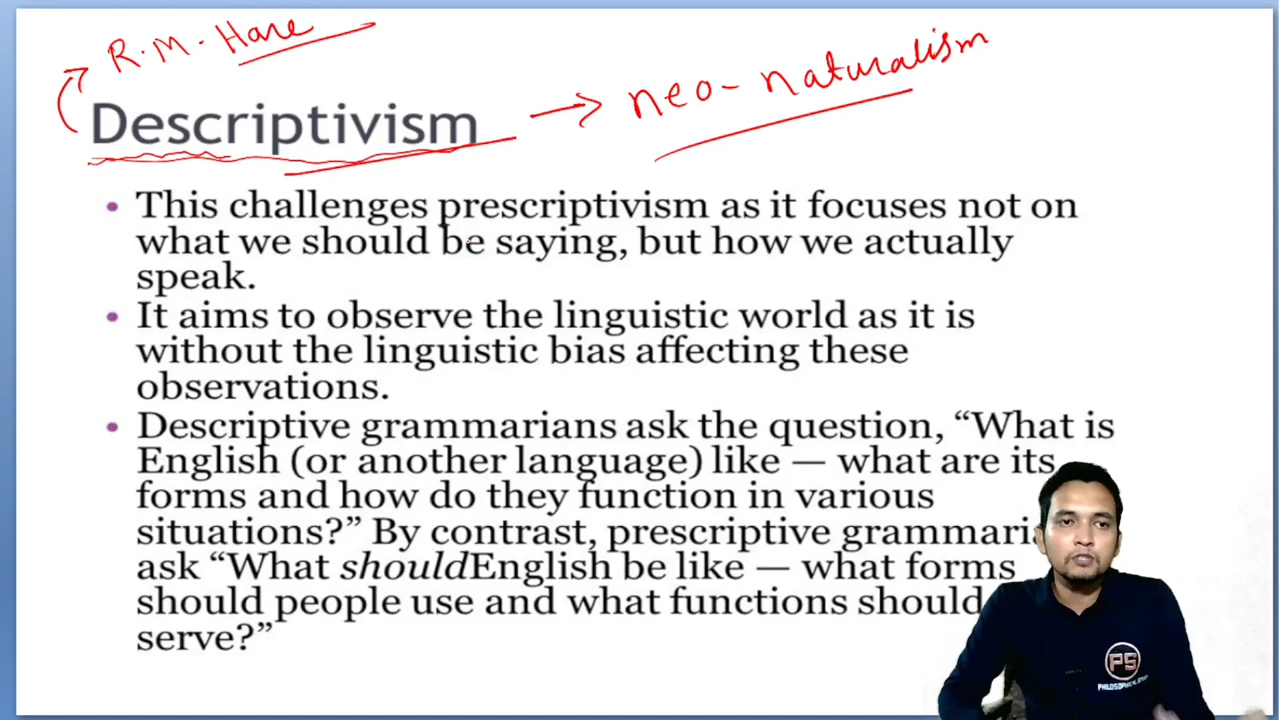 R.M. Hare
Descriptivism → neo-naturalism
• This challenges prescriptivism as it focuses not on
what we should be saying, but how we actually
speak.
• It aims to observe the linguistic world as it is
without the linguistic bias affecting these
observations.
• Descriptive grammarians ask the question, “What is
English (or another language) like — what are its
forms and how do they function in various
situations?” By contrast, prescriptive grammari
ask “What shouldEnglish be like — what forms
should people use and what functions should
serve?”
PS